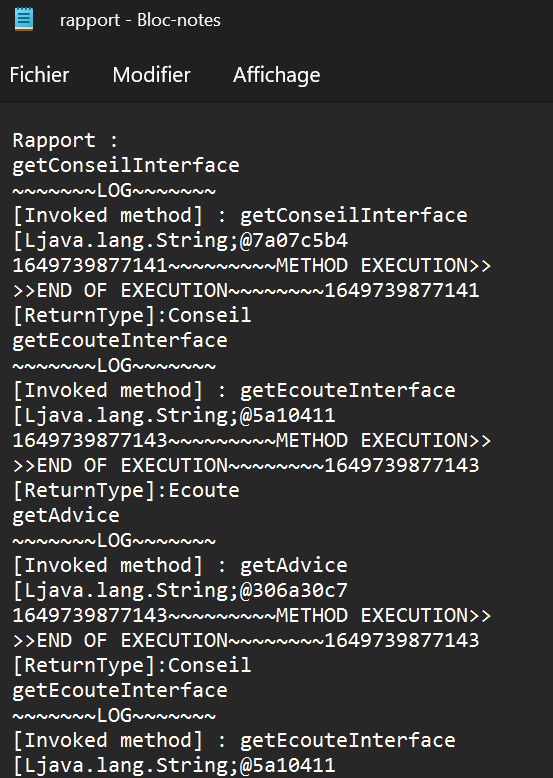 rapport - Bloc-notes
Fichier Modifier Affichage
Rapport :
getConseilInterface
~~~~~~~LOG~~~~~~~
[Invoked method] : getConseilInterface
[Ljava.lang.String;@7a07c5b4
1649739877141~~~~~~~~~METHOD EXECUTION>>
>>END OF EXECUTION~~~~~~~~1649739877141
[ReturnType]:Conseil
getEcouteInterface
~~~~~~~LOG~~~~~~~
[Invoked method] : getEcouteInterface
[Ljava.lang.String;@5a10411
1649739877143~~~~~~~~~METHOD EXECUTION>>
>>END OF EXECUTION~~~~~~~~1649739877143
[ReturnType]:Ecoute
getAdvice
~~~~~~~LOG~~~~~~~
[Invoked method] : getAdvice
[Ljava.lang.String;@306a30c7
1649739877143~~~~~~~~~METHOD EXECUTION>>
>>END OF EXECUTION~~~~~~~~1649739877143
[ReturnType]:Conseil
getEcouteInterface
~~~~~~~LOG~~~~~~~
[Invoked method] : getEcouteInterface
[Ljava.lang.String;@5a10411